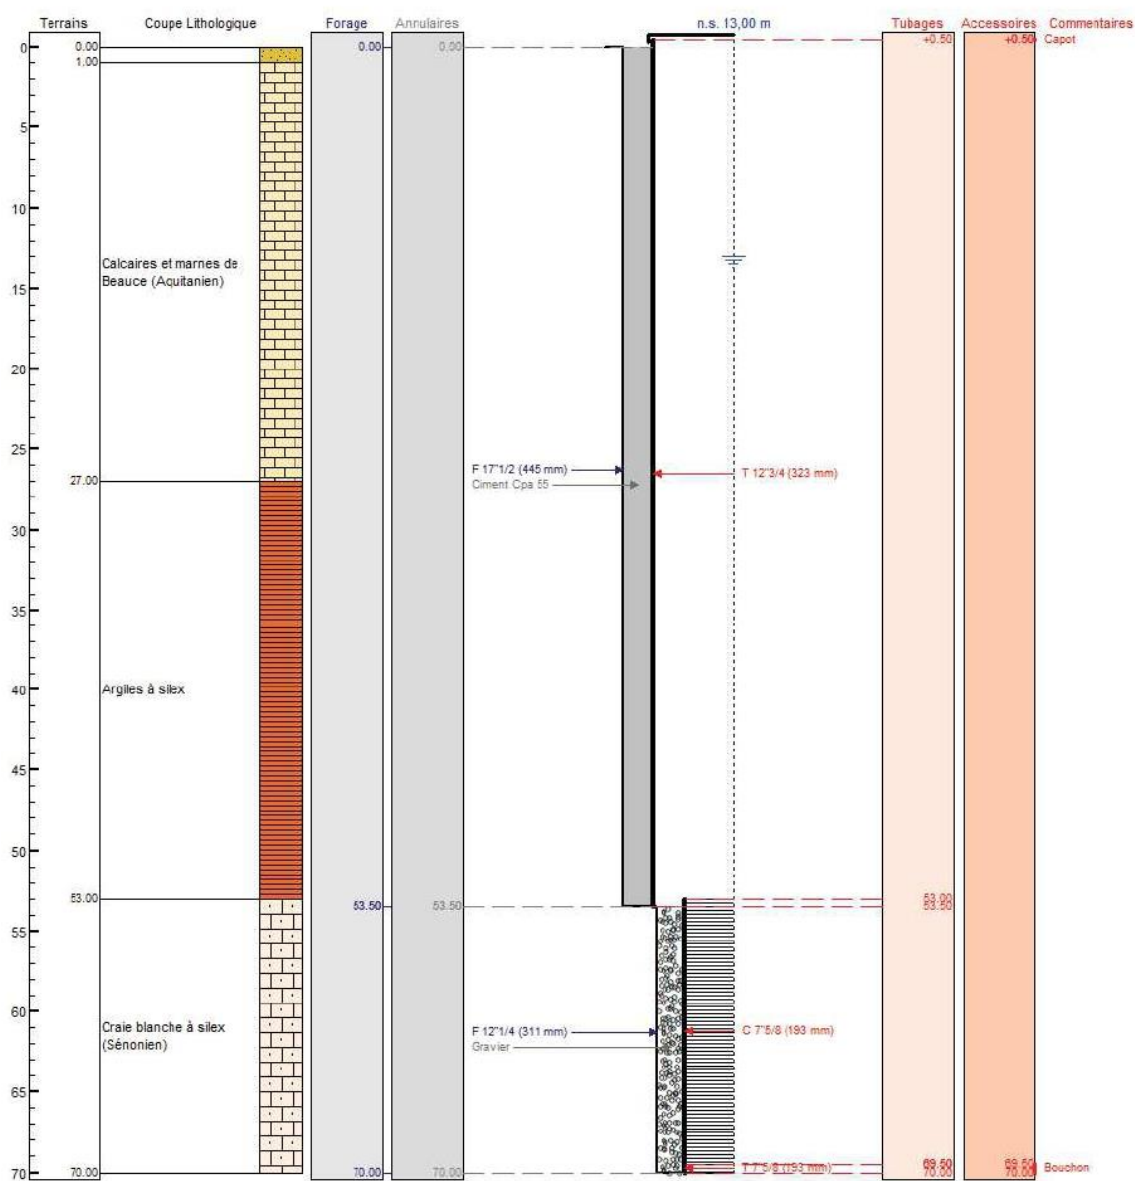 Terrains Coupe Lithologique Forage Annulaires n.s. 13,00 m Tubages Accessoires Commentaires
0 0.00 0.00 0.00 +0.50 +0.50 Capot
1.00
5
10
Calcaires et marnes de
Beauce (Aquitanien)
15
20
25
F 17"1/2 (445 mm) T 12"3/4 (323 mm)
27.00 Ciment Cpa 55
30
35
Argiles à silex
40
45
50
53.00 53.00
53.50 53.50 53.50
55
60
Craie blanche à silex
(Sénonien)
F 12"1/4 (311 mm) C 7"5/8 (193 mm)
Gravier
65
69.50 69.50
70 70.00 70.00 70.00 T 7"5/8 (193 mm) 70.00 70.00 Bouchon